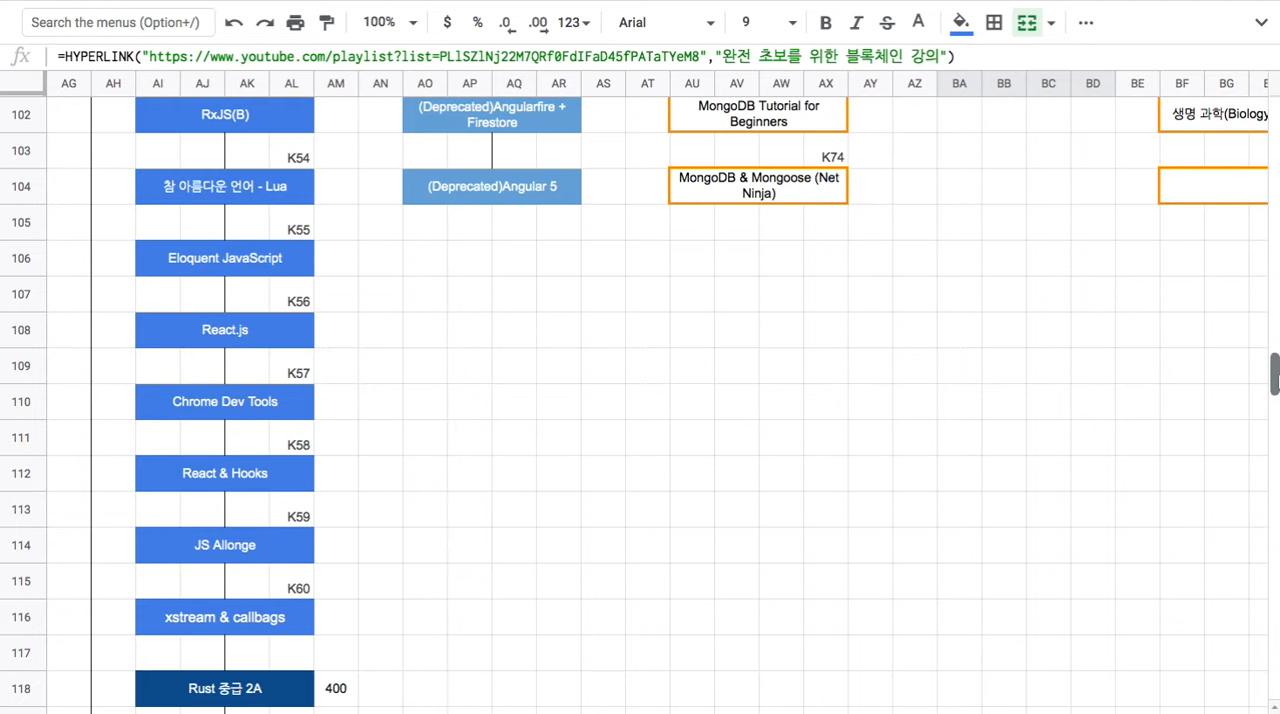 Search the menus (Option+/)
100%
$
%
.0
.00
123
Arial
9
B
I
S
A
fx
=HYPERLINK("https://www.youtube.com/playlist?list=PLlSZlNj22M7QRf0FdIFaD45fPATaTYeM8","완전 초보를 위한 블록체인 강의")
AG AH AI AJ AK AL AM AN AO AP AQ AR AS AT AU AV AW AX AY AZ BA BB BC BD BE BF BG
102
RxJS(B)
(Deprecated)Angularfire +
Firestore
MongoDB Tutorial for
Beginners
생명 과학(Biology
103
K54
K74
104
참 아름다운 언어 - Lua
(Deprecated)Angular 5
MongoDB & Mongoose (Net
Ninja)
105
K55
106
Eloquent JavaScript
107
K56
108
React.js
109
K57
110
Chrome Dev Tools
111
K58
112
React & Hooks
113
K59
114
JS Allonge
115
K60
116
xstream & callbags
117
118
Rust 중급 2A
400